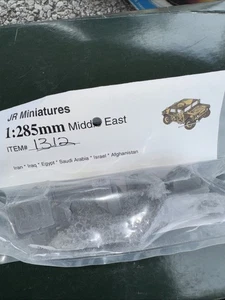 JR Miniatures
1:285mm Middle East
ITEM# 1312
Iran * Iraq * Egypt * Saudi Arabia * Israel * Afghanistan